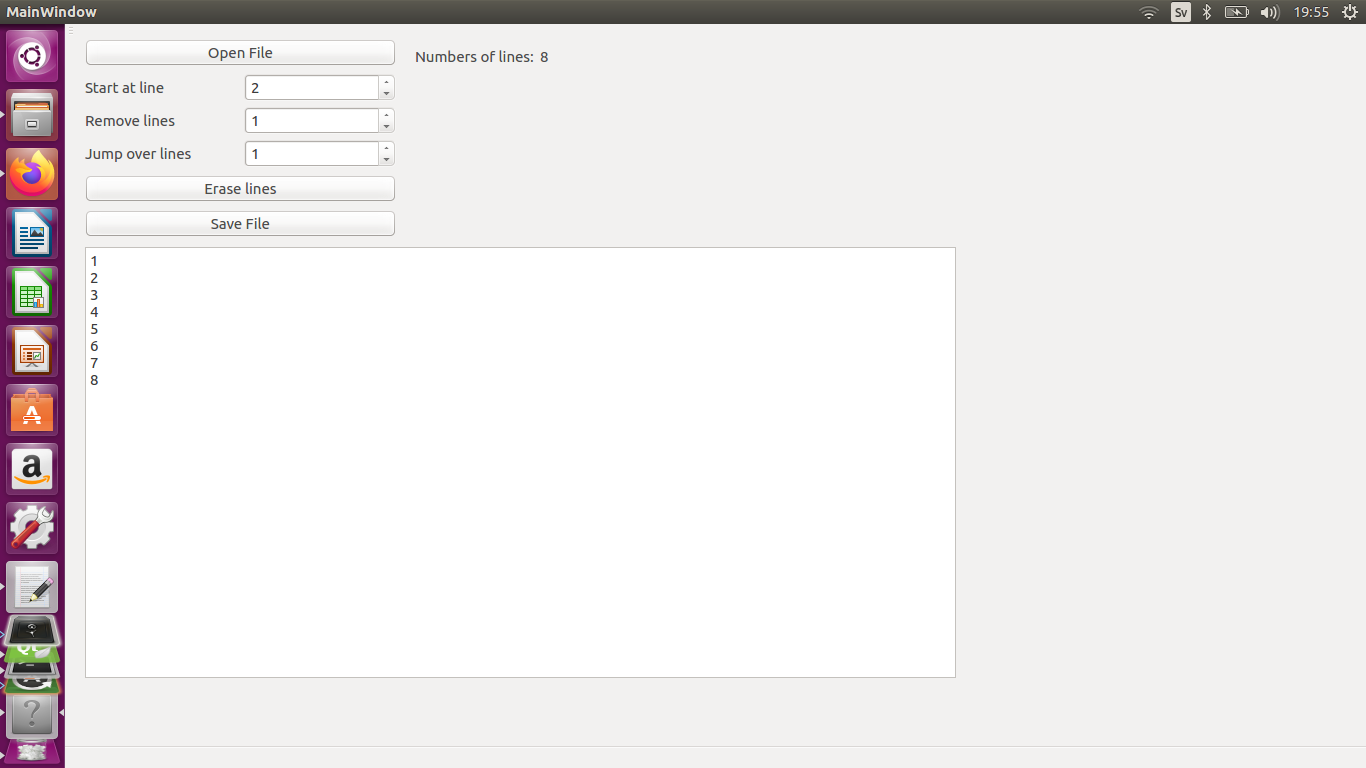 MainWindow
Sv
19:55
Open File
Numbers of lines: 8
Start at line 2
Remove lines 1
Jump over lines 1
Erase lines
Save File
1
2
3
4
5
6
7
8
A
a
?